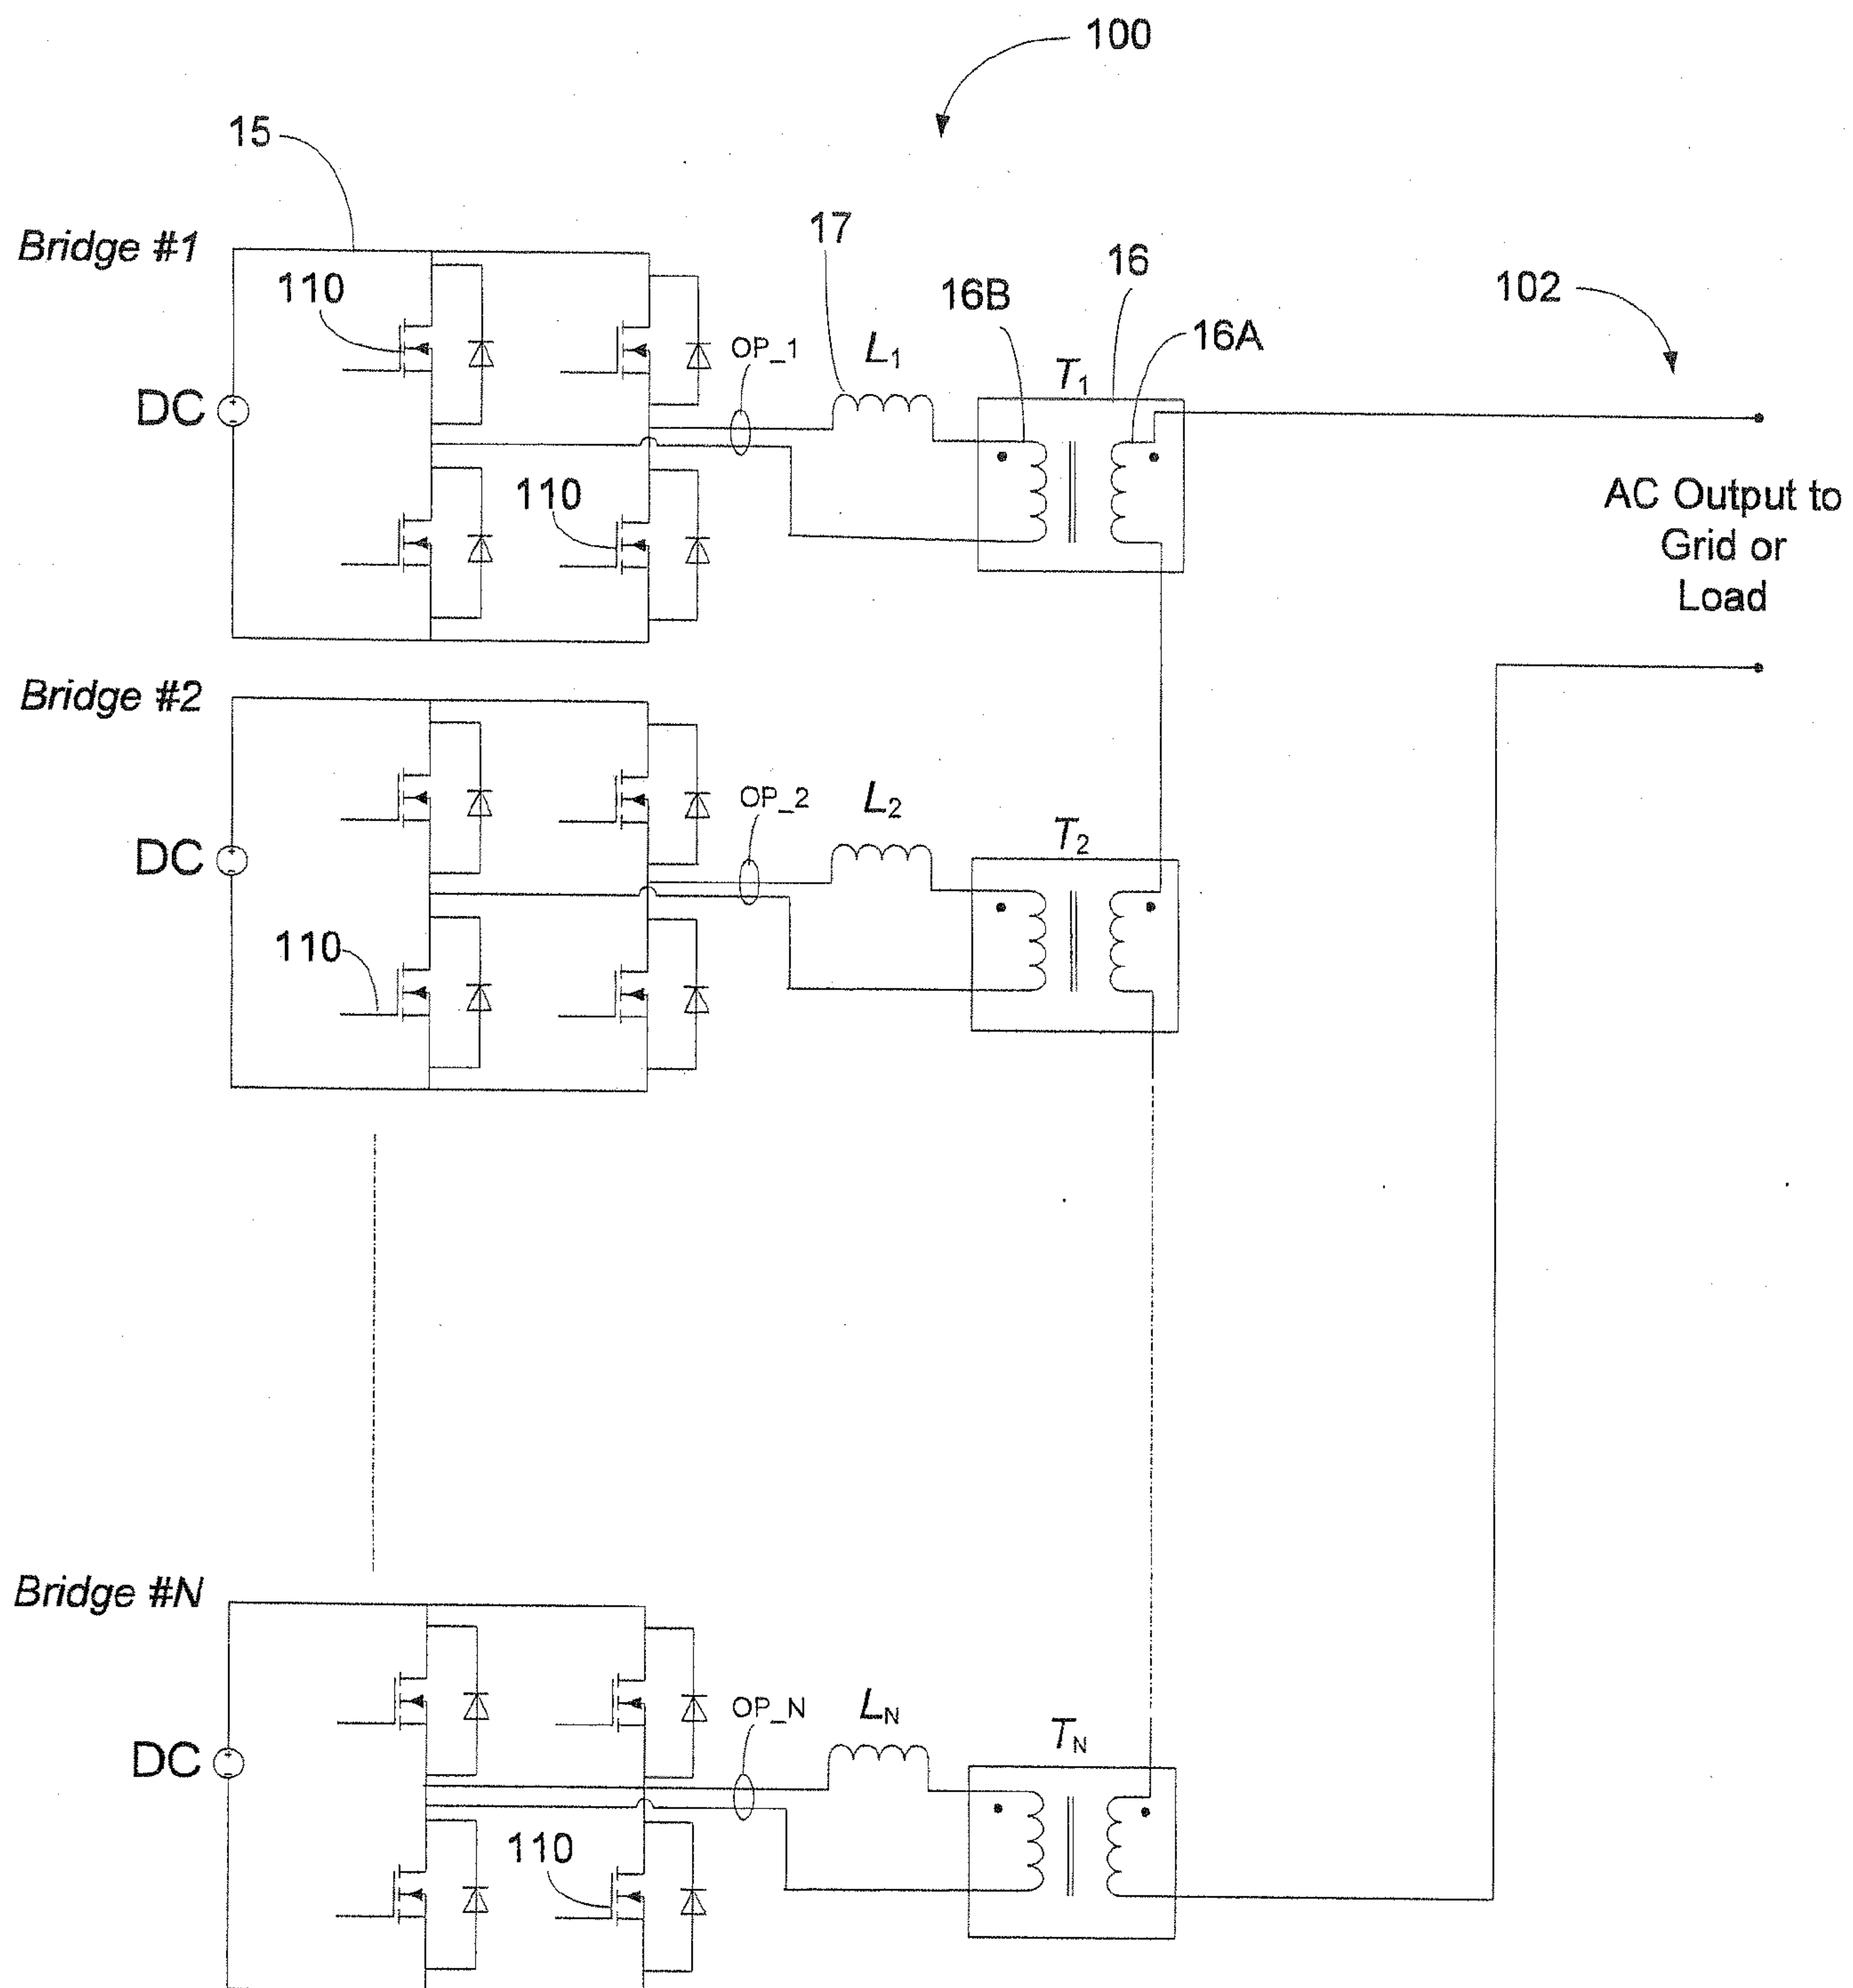 100
15
Bridge #1
110
17
16
16B
16A
102
OP_1
L1
T1
DC
110
AC Output to
Grid or
Load
Bridge #2
OP_2
L2
T2
DC
110
Bridge #N
OP_N
LN
TN
DC
110